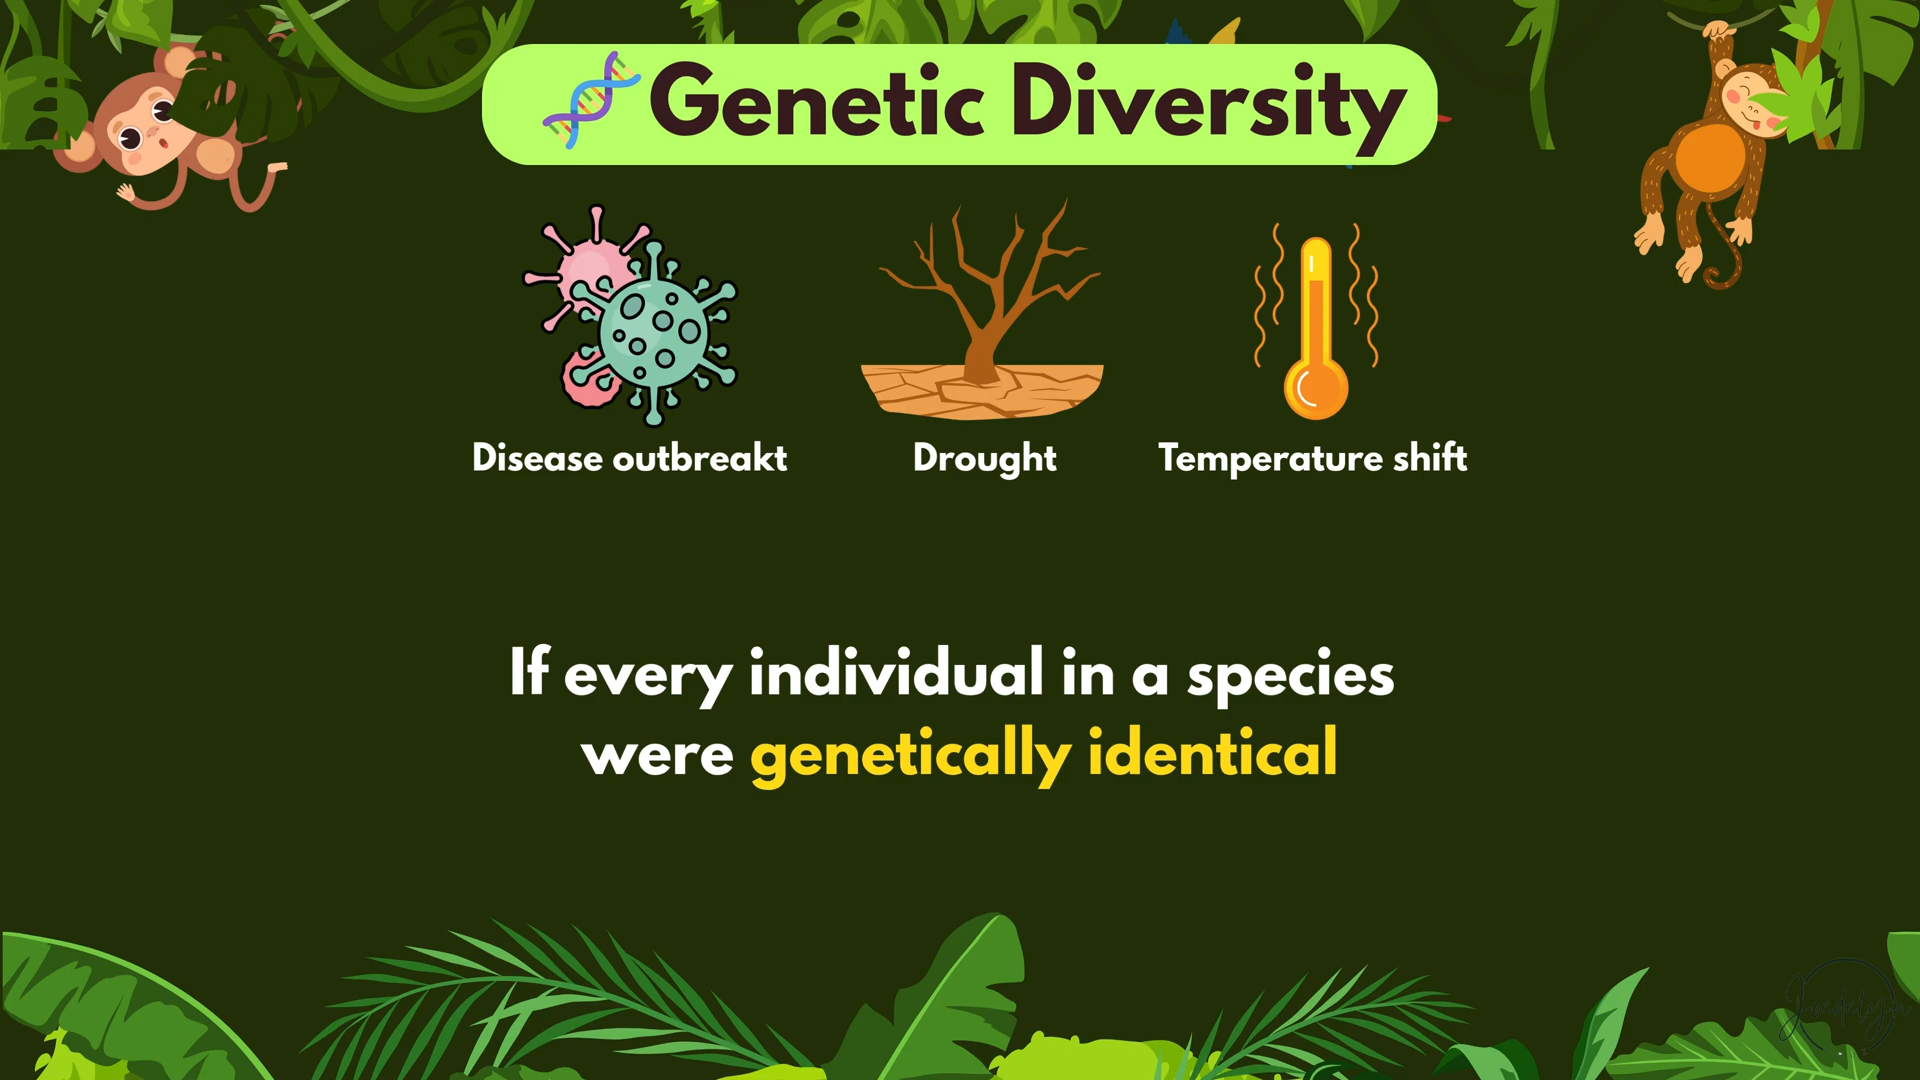 Genetic Diversity
Disease outbreakt
Drought
Temperature shift
If every individual in a species
were genetically identical